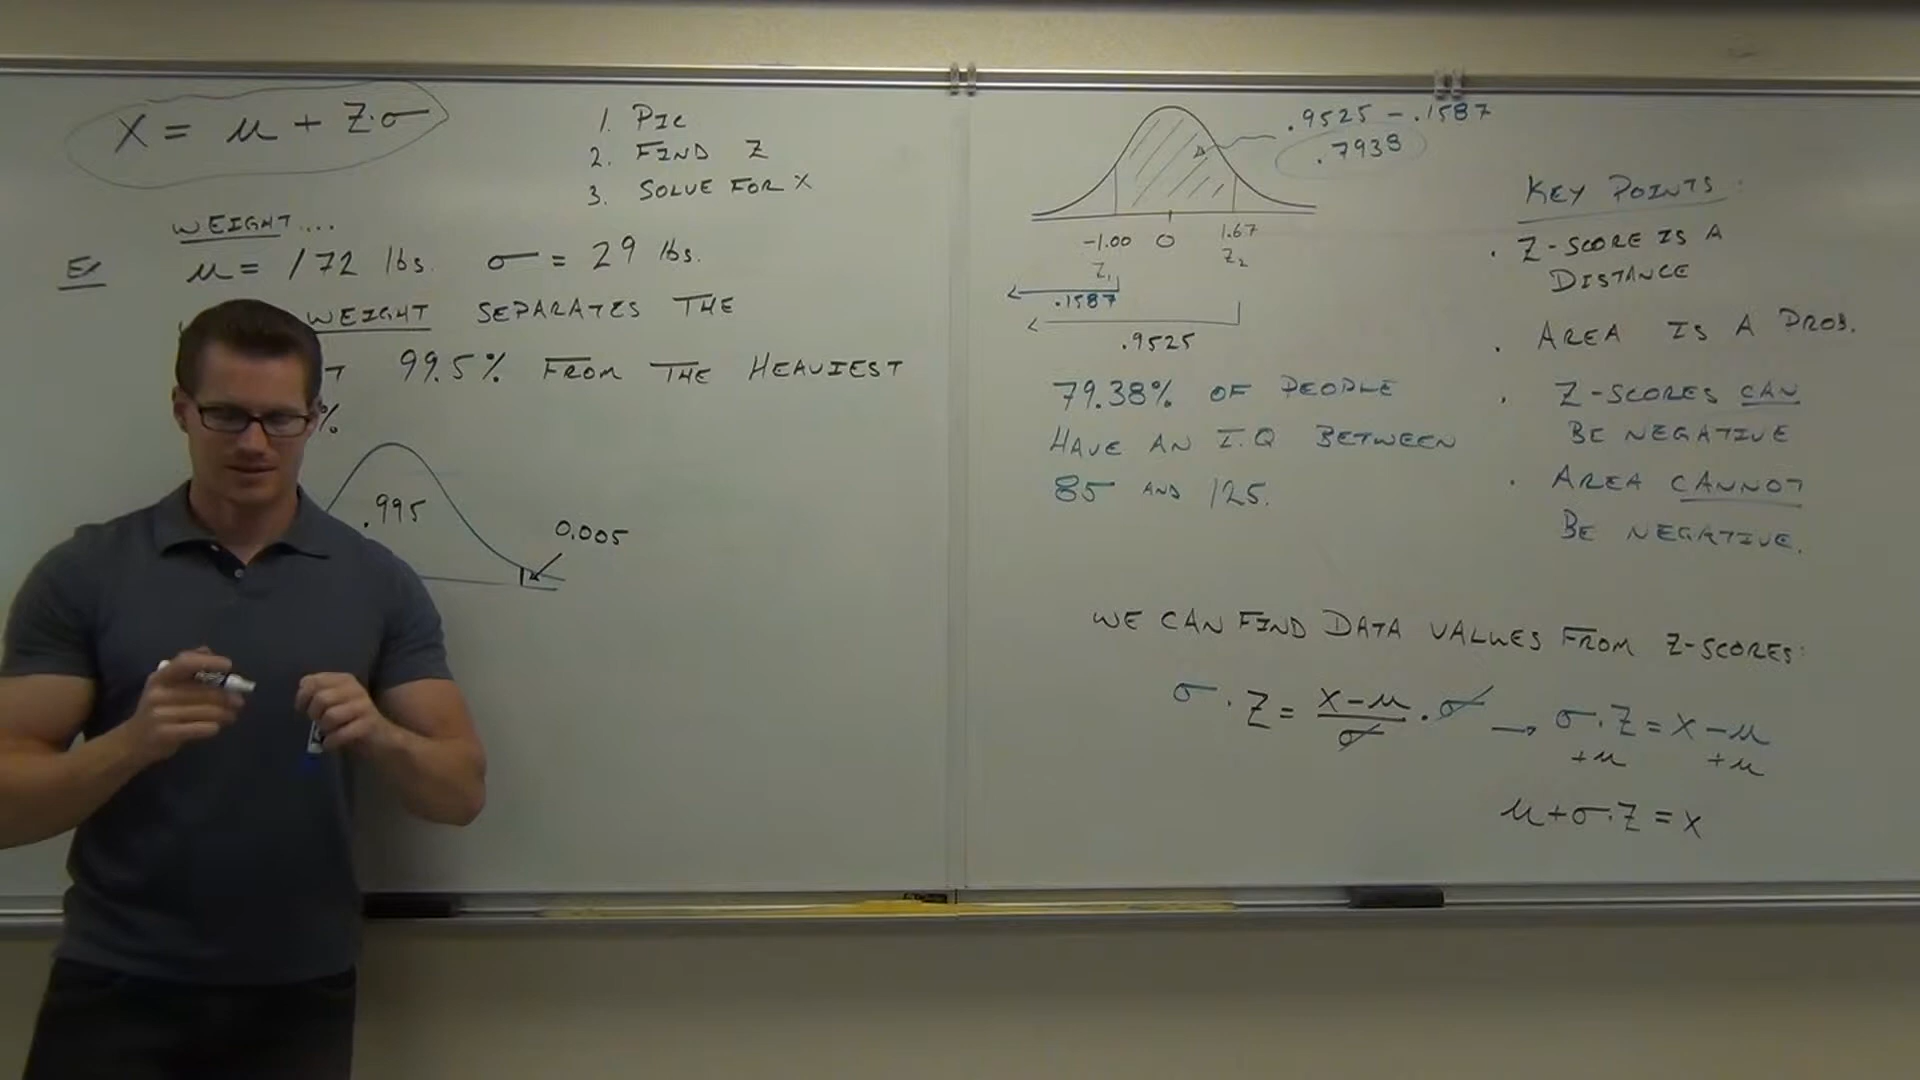 X = μ + Z·σ
1. PIC
2. FIND Z
3. SOLVE FOR X
WEIGHT....
EX μ = 172 lbs. σ = 29 lbs.
WEIGHT SEPARATES THE
T 99.5% FROM THE HEAVIEST
%
.995
0.005
.9525 - .1587
.7938
-1.00 0 1.67
Z₁ Z₂
.1587
.9525
79.38% OF PEOPLE
HAVE AN I.Q BETWEEN
85 AND 125.
KEY POINTS:
· Z-SCORE IS A
DISTANCE
· AREA IS A PROB.
· Z-SCORES CAN
BE NEGATIVE
· AREA CANNOT
BE NEGATIVE.
WE CAN FIND DATA VALUES FROM Z-SCORES:
σ · Z = (X-μ)/σ · σ → σ·Z = X - μ
+μ +μ
μ+σ·Z = X